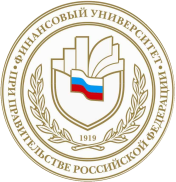 ФИНАНСОВЫЙ УНИВЕРСИТЕТ
ПРИ ПРАВИТЕЛЬСТВЕ РОССИЙСКОЙ ФЕДЕРАЦИИ
1919